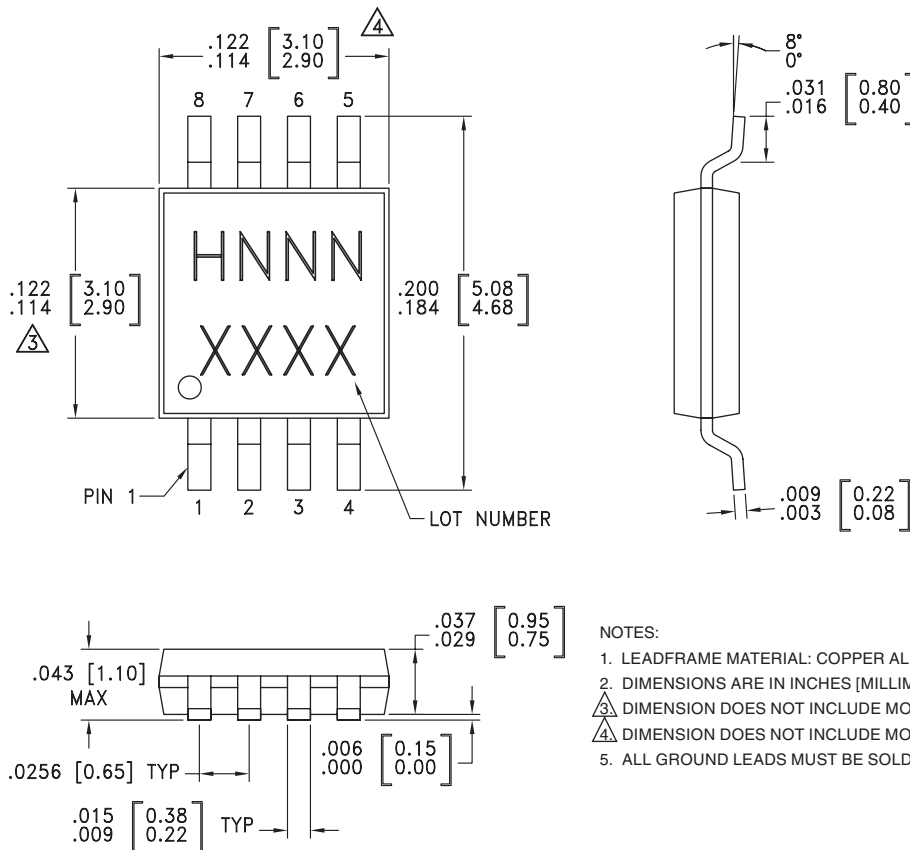 .122 [3.10]
.114 [2.90]
4
8 7 6 5
HNNN
XXXX
.122 [3.10]
.114 [2.90]
3
.200 [5.08]
.184 [4.68]
PIN 1
1 2 3 4
LOT NUMBER
8°
0°
.031 [0.80]
.016 [0.40]
.009 [0.22]
.003 [0.08]
.043 [1.10]
MAX
.037 [0.95]
.029 [0.75]
.0256 [0.65] TYP
.006 [0.15]
.000 [0.00]
.015 [0.38]
.009 [0.22]
TYP
NOTES:
1. LEADFRAME MATERIAL: COPPER
2. DIMENSIONS ARE IN INCHES
3. DIMENSION DOES NOT INCLUDE
4. DIMENSION DOES NOT INCLUDE
5. ALL GROUND LEADS MUST BE